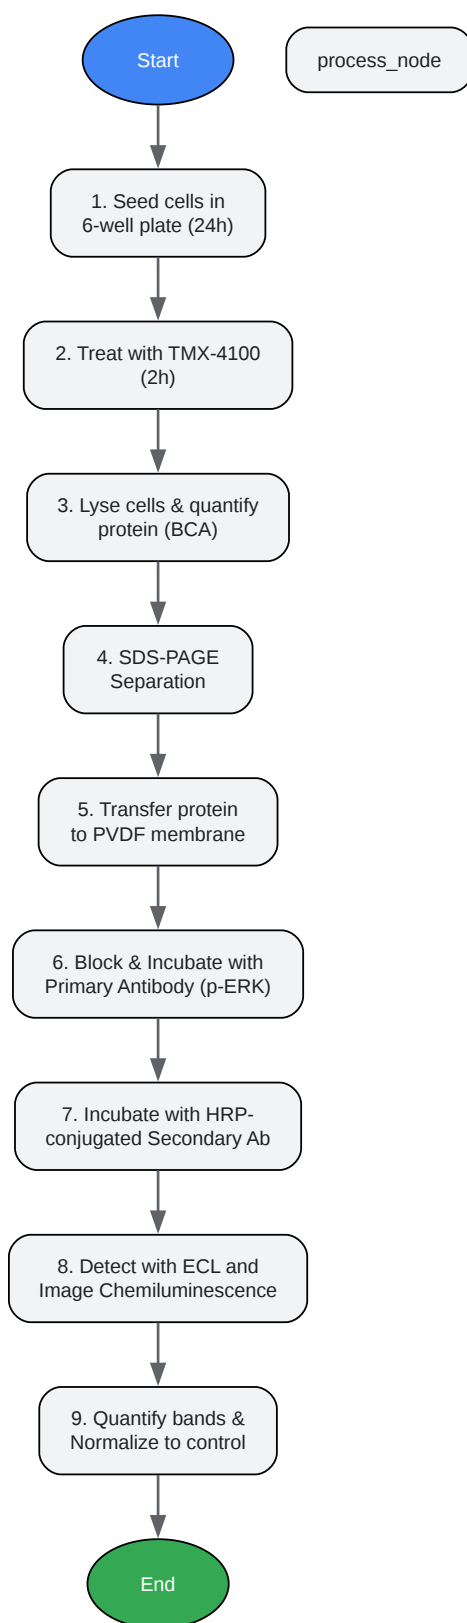 Start
process_node
1. Seed cells in
6-well plate (24h)
2. Treat with TMX-4100
(2h)
3. Lyse cells & quantify
protein (BCA)
4. SDS-PAGE
Separation
5. Transfer protein
to PVDF membrane
6. Block & Incubate with
Primary Antibody (p-ERK)
7. Incubate with HRP-
conjugated Secondary Ab
8. Detect with ECL and
Image Chemiluminescence
9. Quantify bands &
Normalize to control
End